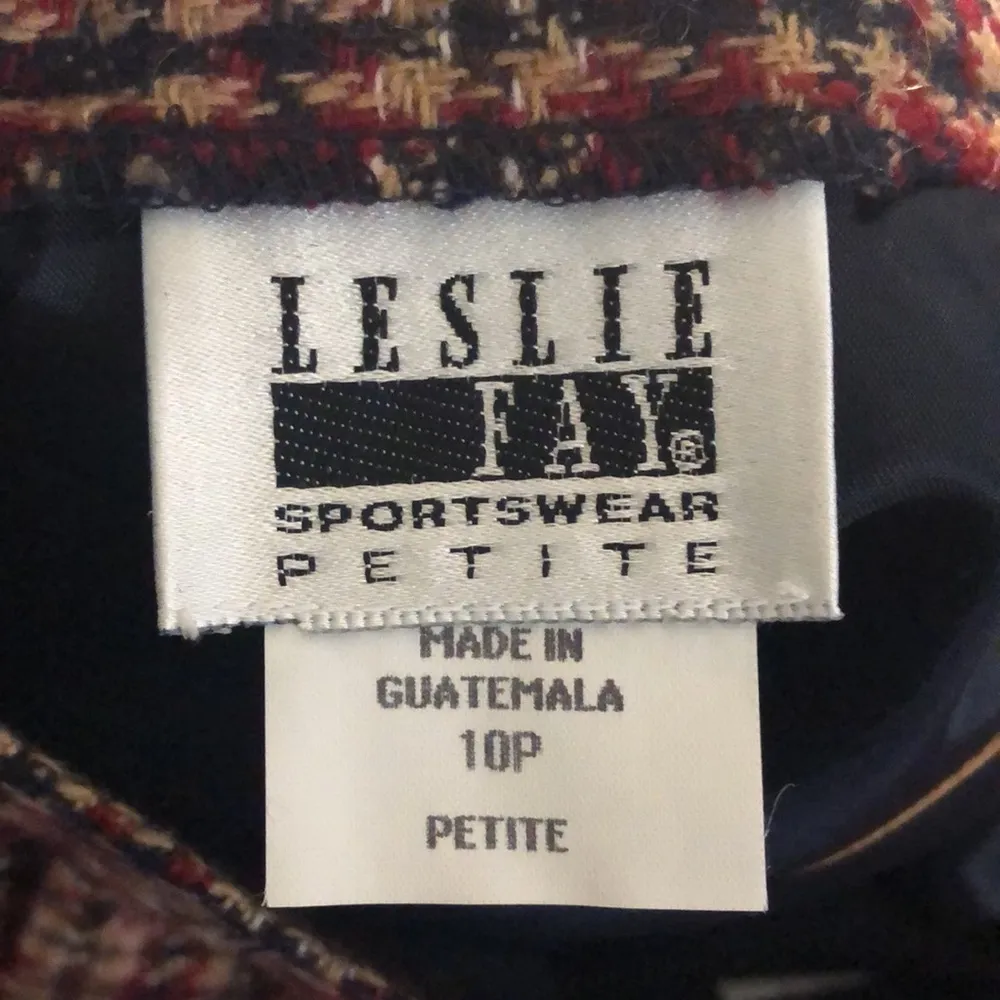 LESLIE
FAY®
SPORTSWEAR
PETITE
MADE IN
GUATEMALA
10P
PETITE